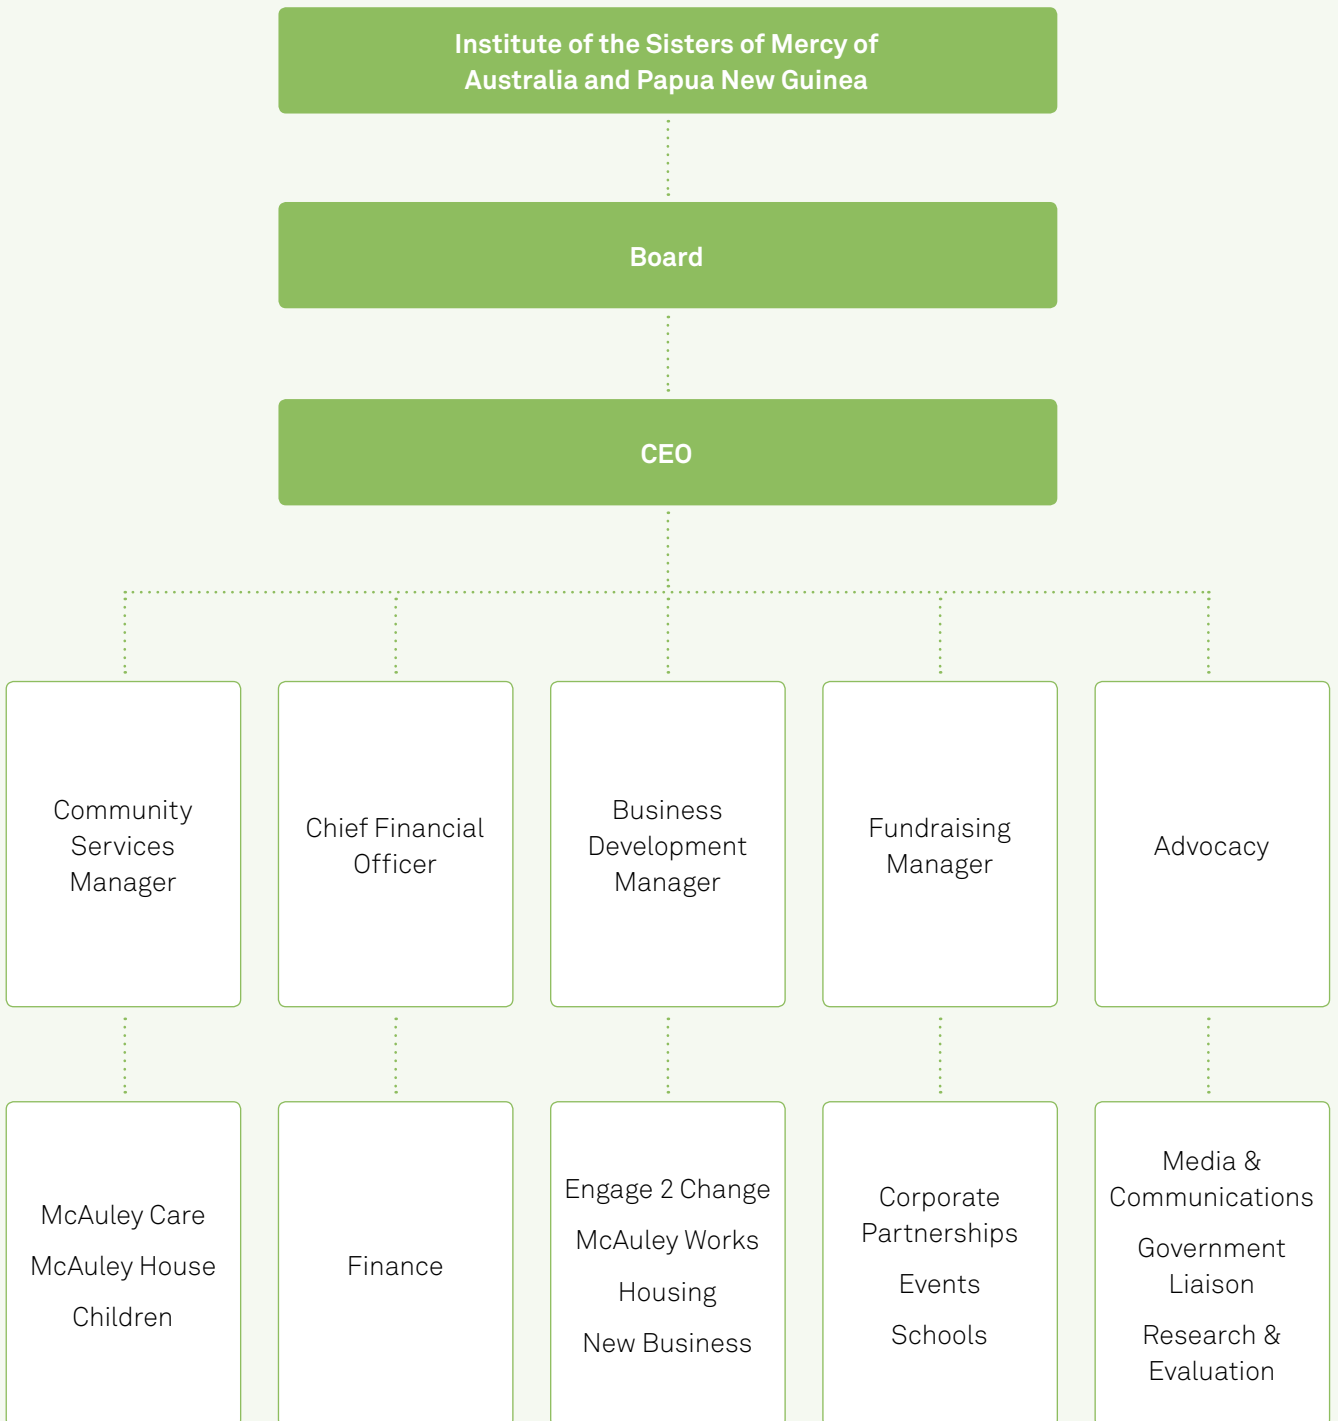 Institute of the Sisters of Mercy of
Australia and Papua New Guinea
Board
CEO
Community
Services
Manager
Chief Financial
Officer
Business
Development
Manager
Fundraising
Manager
Advocacy
McAuley Care
McAuley House
Children
Finance
Engage 2 Change
McAuley Works
Housing
New Business
Corporate
Partnerships
Events
Schools
Media &
Communications
Government
Liaison
Research &
Evaluation